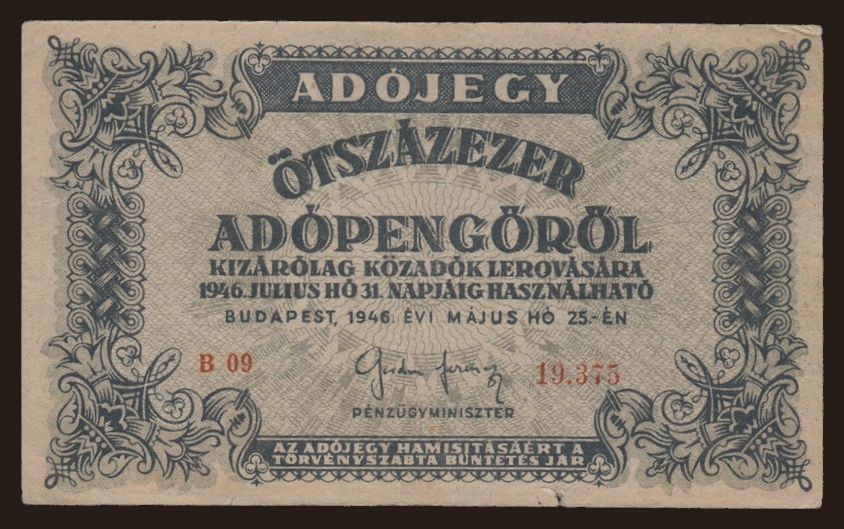 ADÓJEGY
ÖTSZÁZEZER
ADÓPENGŐRŐL
KIZÁRÓLAG KÖZADÓK LEROVÁSÁRA
1946. JULIUS HÓ 31. NAPJÁIG HASZNÁLHATÓ
BUDAPEST, 1946. ÉVI MÁJUS HÓ 25.-ÉN
B 09 19.375
PÉNZÜGYMINISZTER
AZ ADÓJEGY HAMISITÁSÁÉRT A
TÖRVÉNYSZABTA BÜNTETÉS JÁR